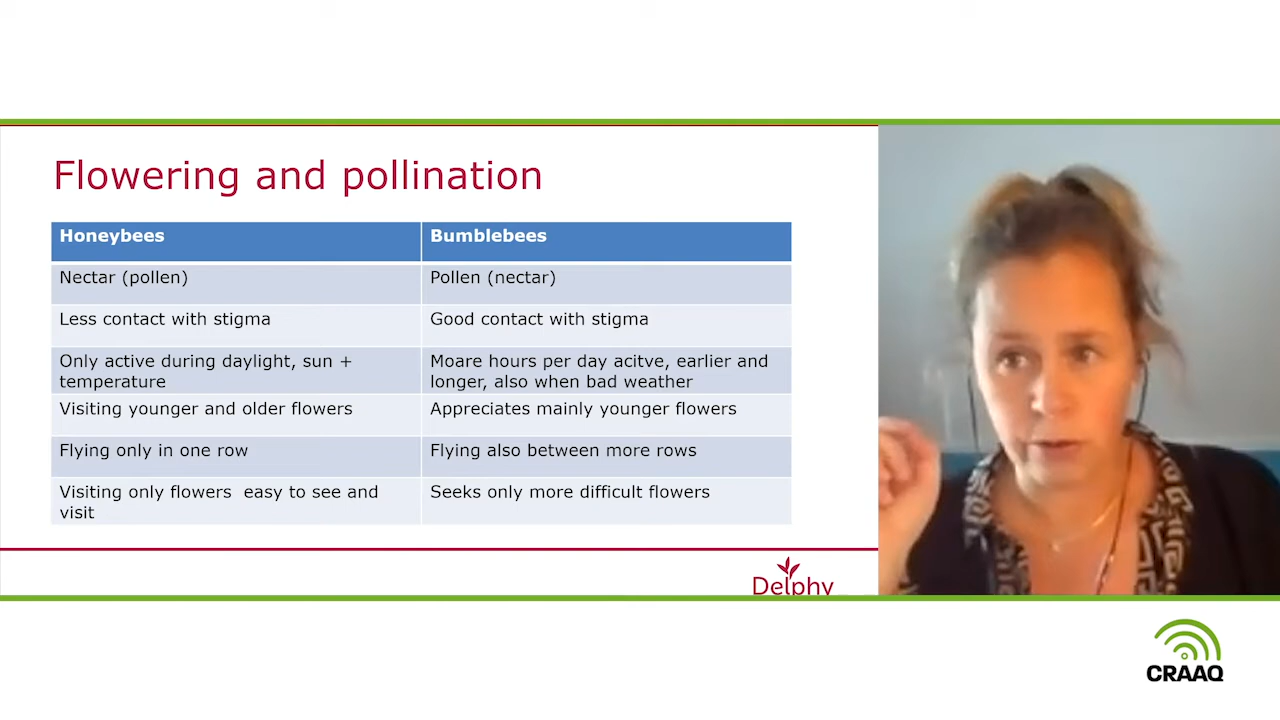 Flowering and pollination
Honeybees
Bumblebees
Nectar (pollen)
Pollen (nectar)
Less contact with stigma
Good contact with stigma
Only active during daylight, sun +
temperature
Moare hours per day acitve, earlier and
longer, also when bad weather
Visiting younger and older flowers
Appreciates mainly younger flowers
Flying only in one row
Flying also between more rows
Visiting only flowers easy to see and
visit
Seeks only more difficult flowers
Delphy
CRAAQ